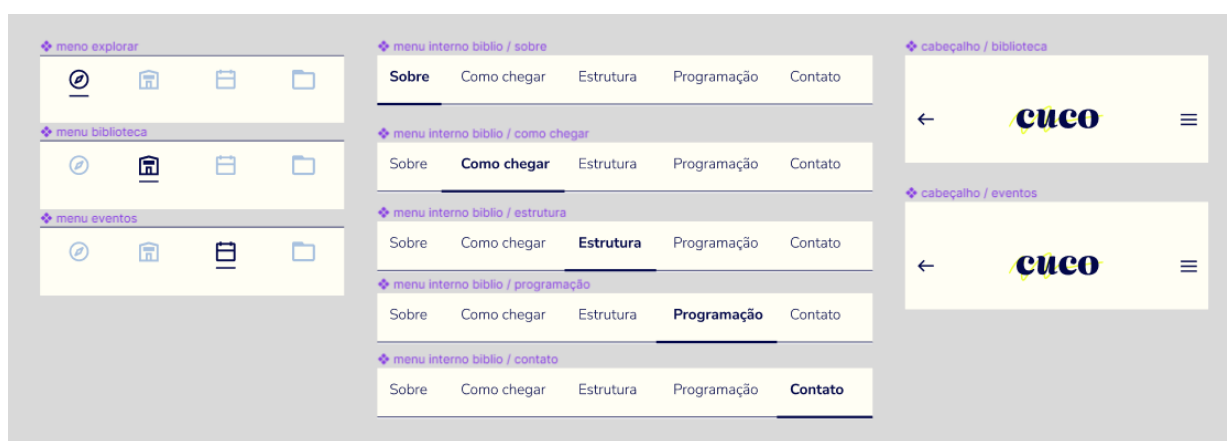 meno explorar
menu biblioteca
menu eventos
menu interno biblio / sobre
Sobre Como chegar Estrutura Programação Contato
menu interno biblio / como chegar
Sobre Como chegar Estrutura Programação Contato
menu interno biblio / estrutura
Sobre Como chegar Estrutura Programação Contato
menu interno biblio / programação
Sobre Como chegar Estrutura Programação Contato
menu interno biblio / contato
Sobre Como chegar Estrutura Programação Contato
cabeçalho / biblioteca
cuco
cabeçalho / eventos
cuco